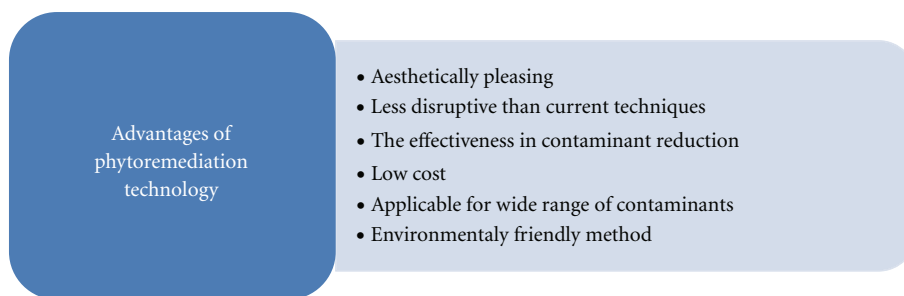 Advantages of
phytoremediation
technology
• Aesthetically pleasing
• Less disruptive than current techniques
• The effectiveness in contaminant reduction
• Low cost
• Applicable for wide range of contaminants
• Environmentaly friendly method